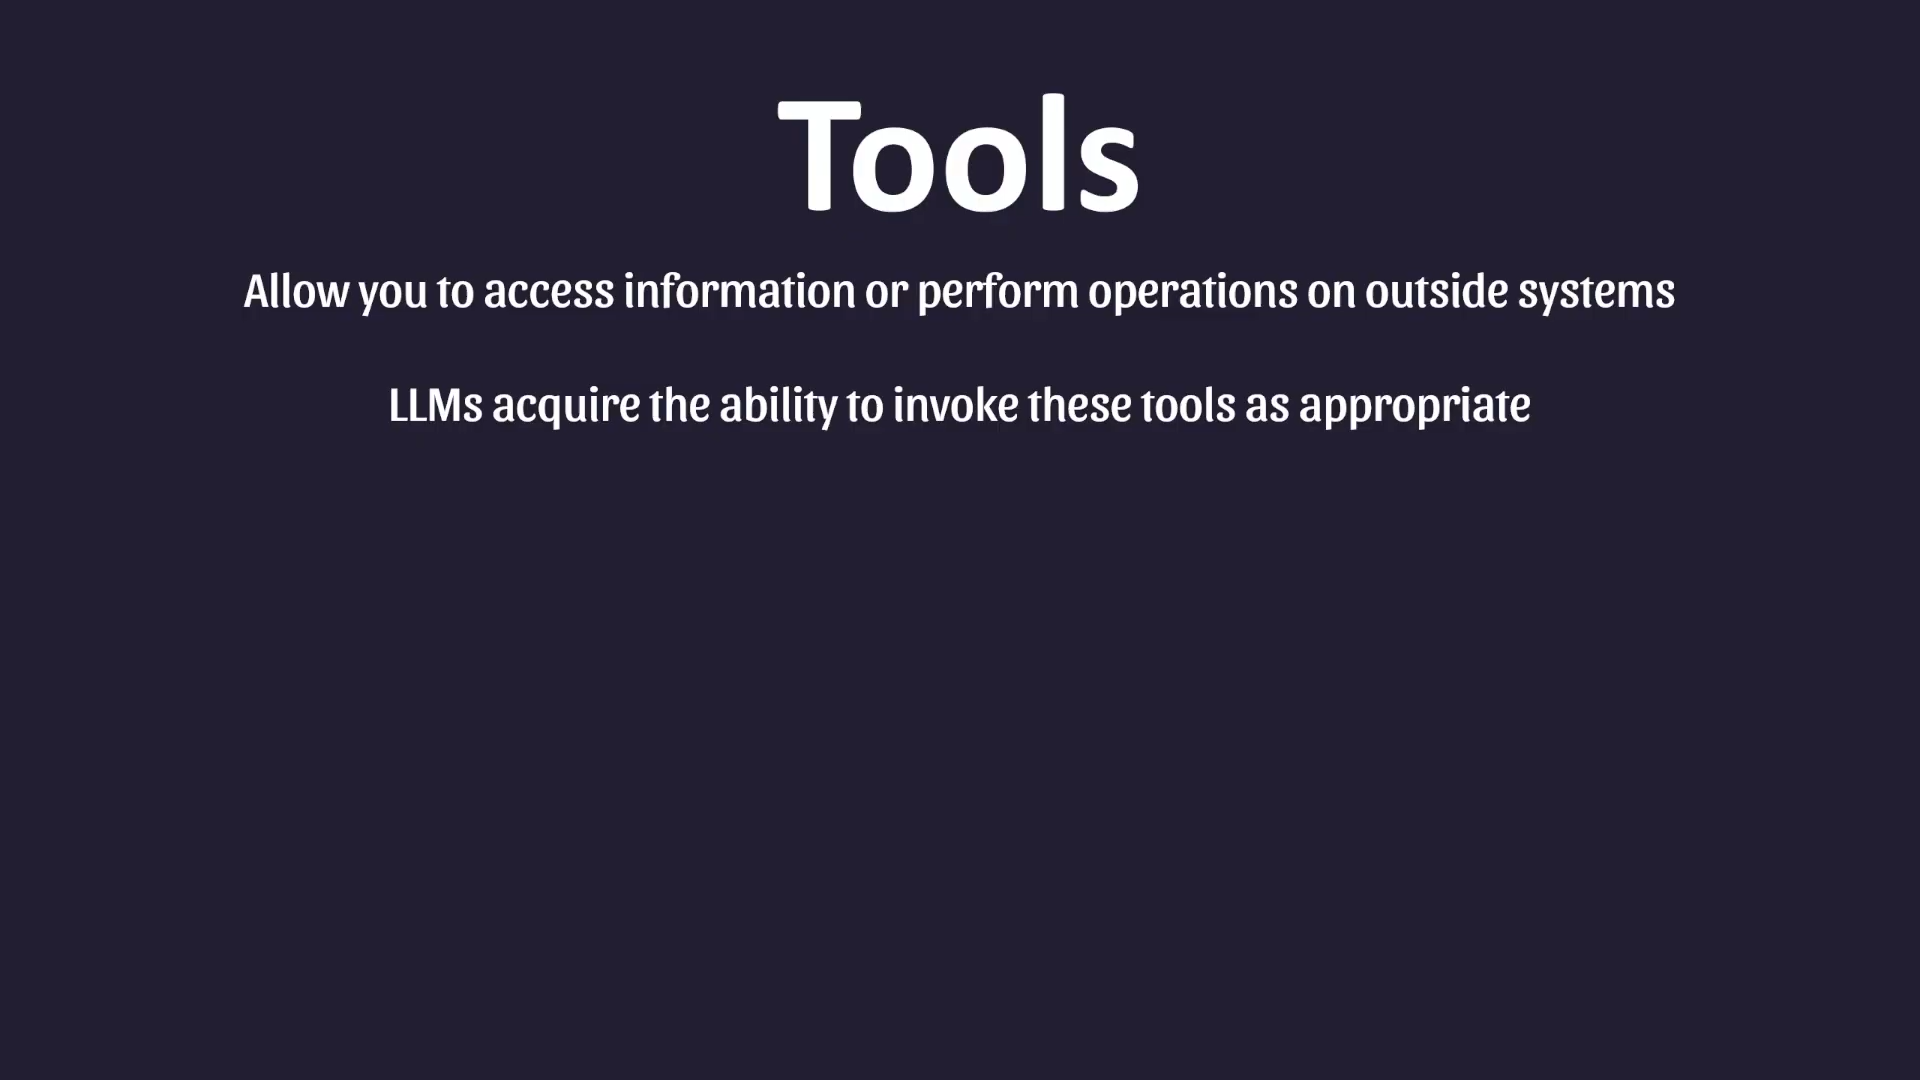 Tools
Allow you to access information or perform operations on outside systems
LLMs acquire the ability to invoke these tools as appropriate